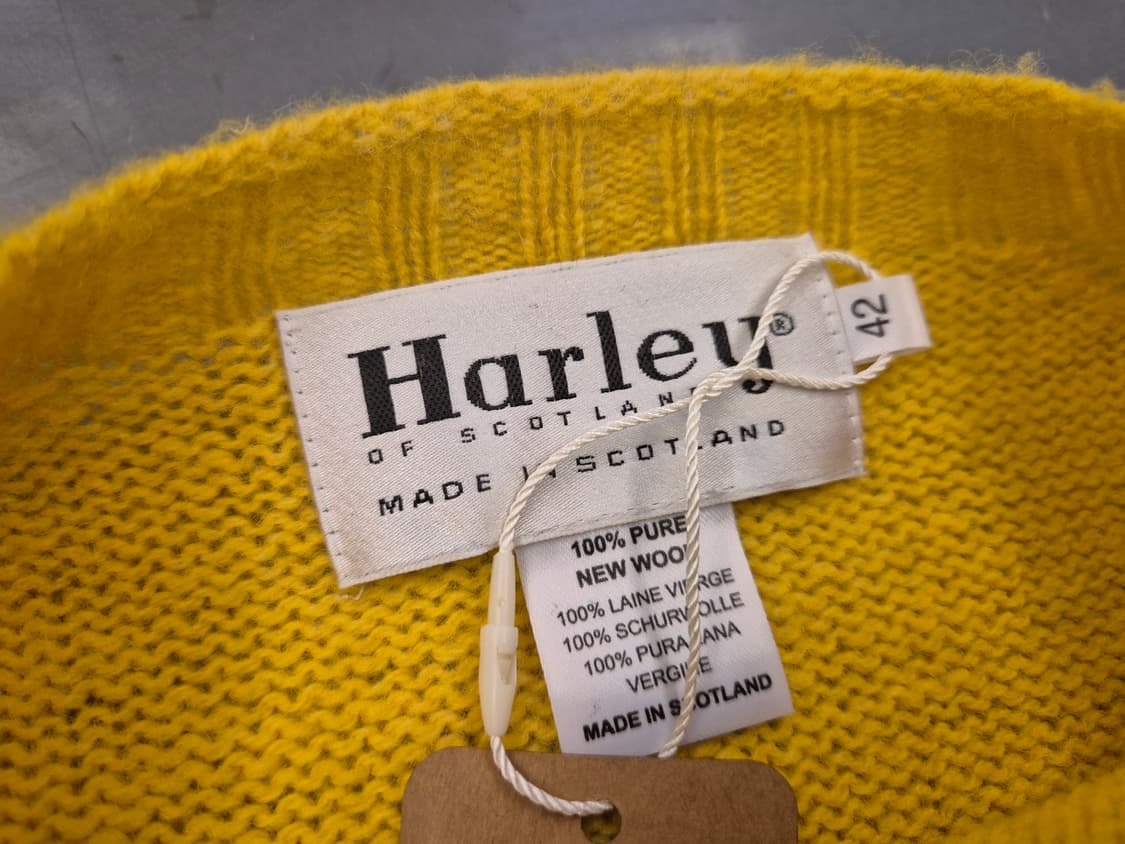 Harley®
OF SCOTLAND
MADE IN SCOTLAND
42
100% PURE
NEW WOOL
100% LAINE VIERGE
100% SCHURWOLLE
100% PURA LANA
VERGINE
MADE IN SCOTLAND